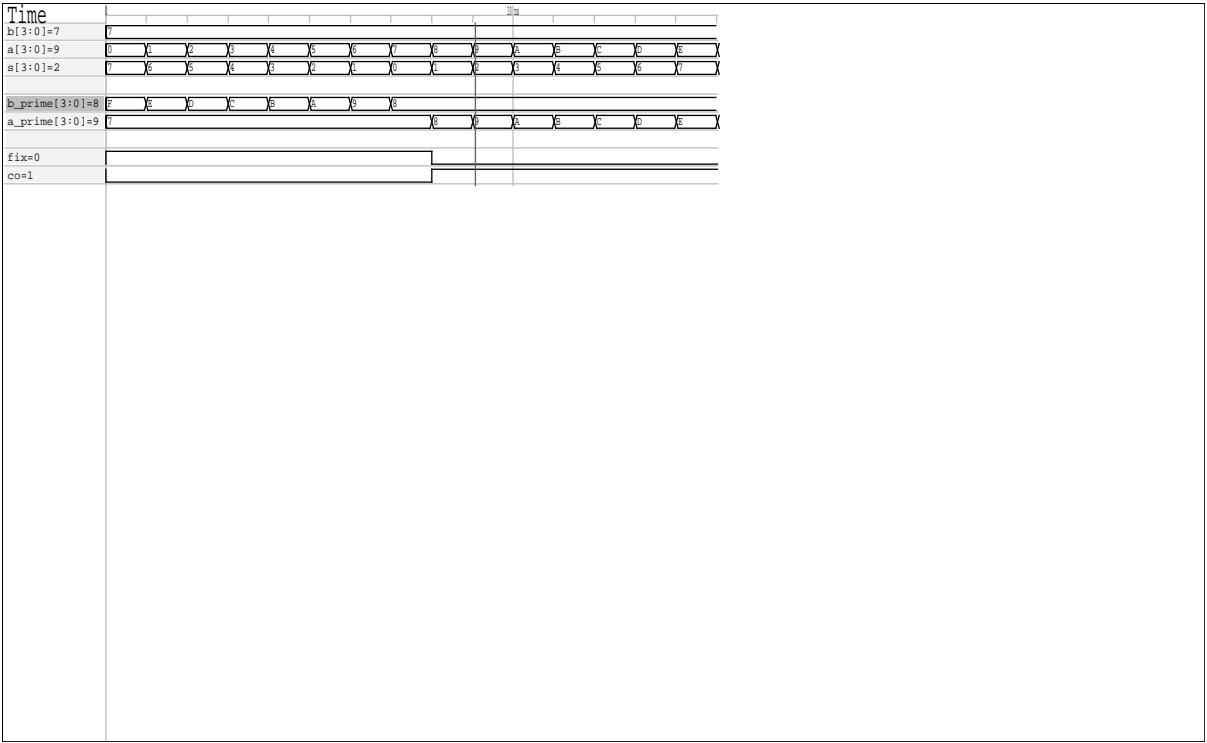 Time
b[3:0]=7 7
a[3:0]=9 0 1 2 3 4 5 6 7 8 9 A B C D E
s[3:0]=2 7 6 5 4 3 2 1 0 1 2 3 4 5 6 7
b_prime[3:0]=8 F E D C B A 9 8
a_prime[3:0]=9 7 8 9 A B C D E
fix=0
co=1